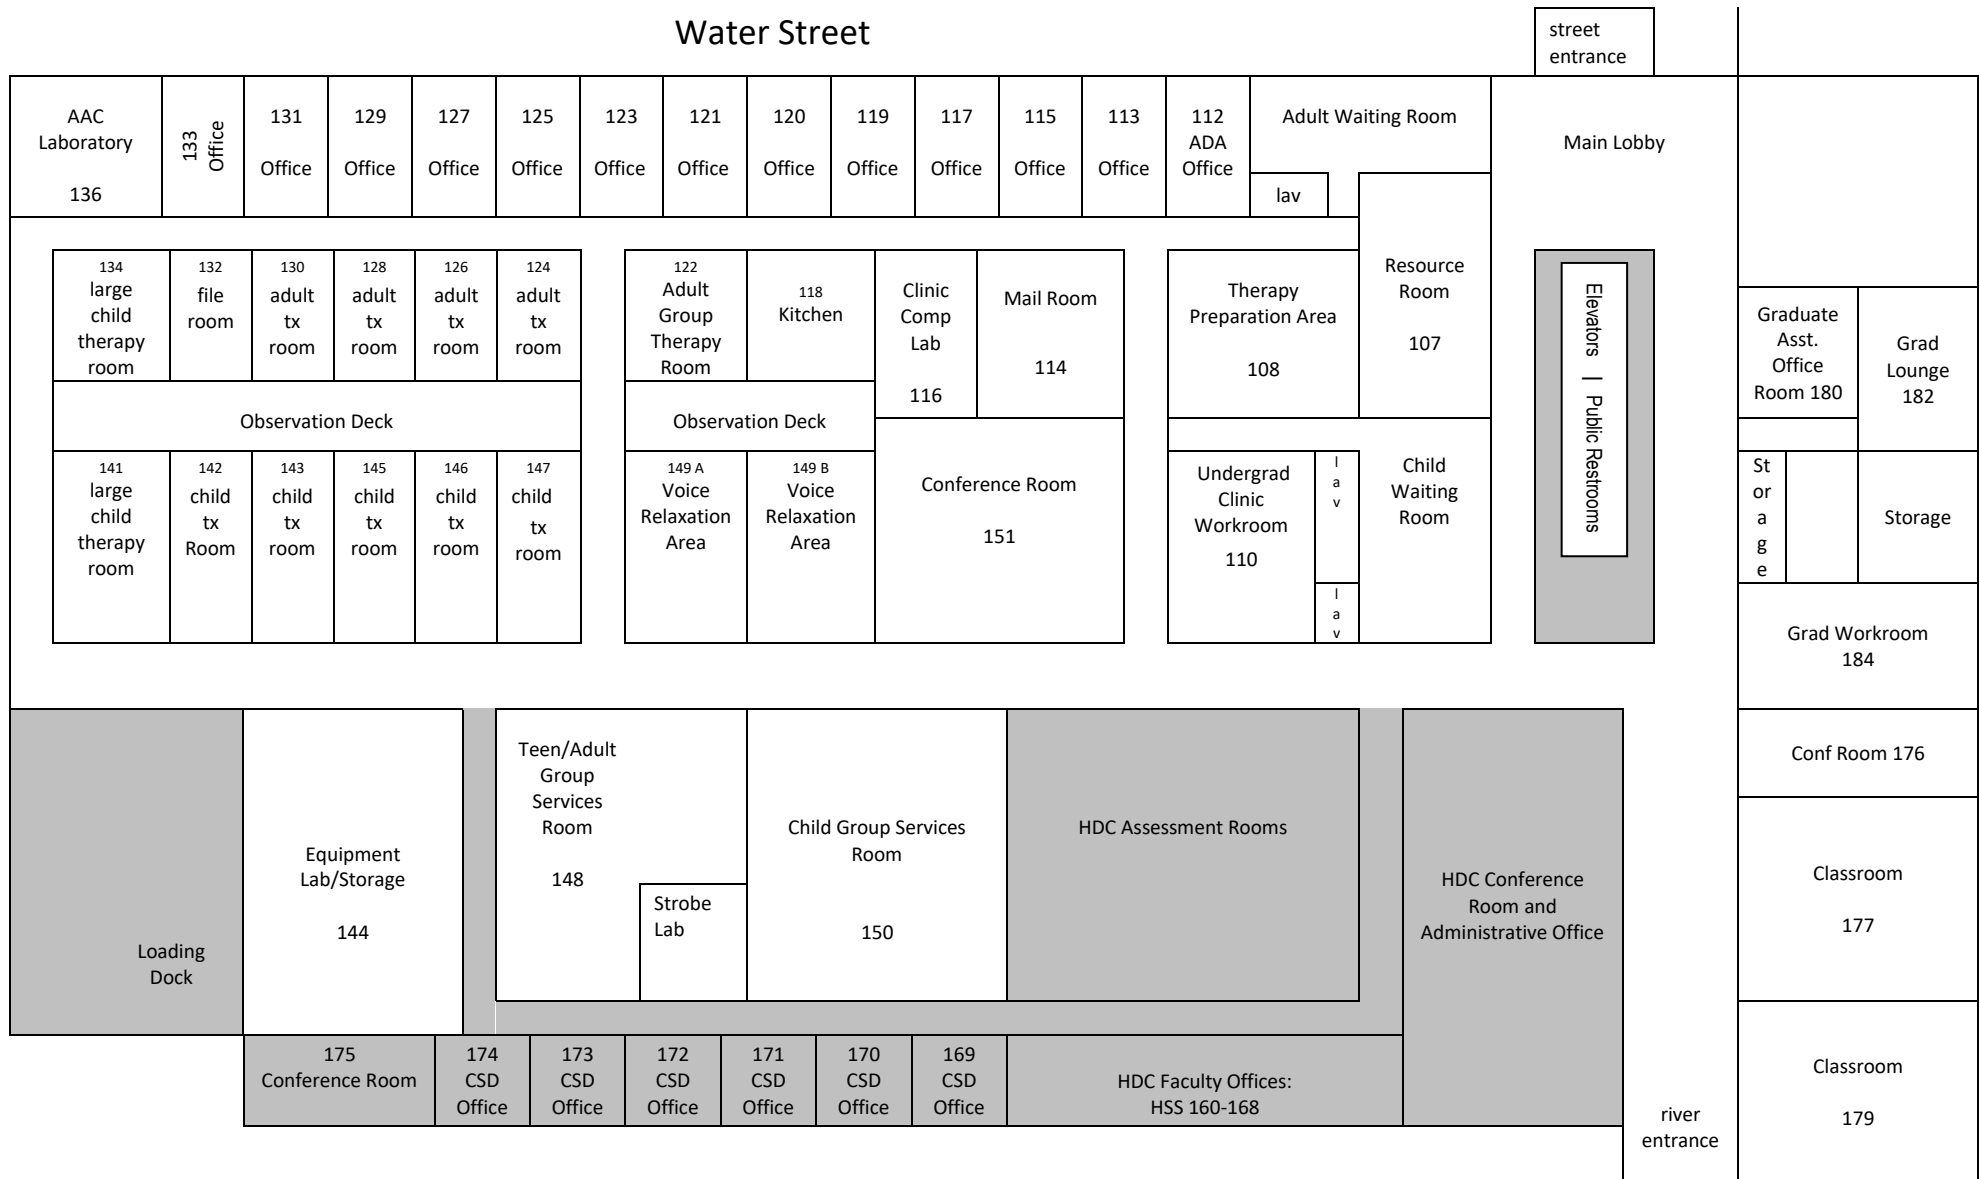 Water Street
street
entrance
AAC
Laboratory
136
133
Office
131
Office
129
Office
127
Office
125
Office
123
Office
121
Office
120
Office
119
Office
117
Office
115
Office
113
Office
112
ADA
Office
Adult Waiting Room
lav
Main Lobby
134
large
child
therapy
room
132
file
room
130
adult
tx
room
128
adult
tx
room
126
adult
tx
room
124
adult
tx
room
122
Adult
Group
Therapy
Room
118
Kitchen
Clinic
Comp
Lab
116
Mail Room
114
Therapy
Preparation Area
108
Resource
Room
107
Elevators | Public Restrooms
Graduate
Asst.
Office
Room 180
Grad
Lounge
182
Observation Deck
Observation Deck
141
large
child
therapy
room
142
child
tx
Room
143
child
tx
room
145
child
tx
room
146
child
tx
room
147
child
tx
room
149 A
Voice
Relaxation
Area
149 B
Voice
Relaxation
Area
Conference Room
151
Undergrad
Clinic
Workroom
110
l
a
v
l
a
v
Child
Waiting
Room
St
or
a
g
e
Storage
Grad Workroom
184
Loading
Dock
Equipment
Lab/Storage
144
Teen/Adult
Group
Services
Room
148
Strobe
Lab
Child Group Services
Room
150
HDC Assessment Rooms
HDC Conference
Room and
Administrative Office
Conf Room 176
Classroom
177
175
Conference Room
174
CSD
Office
173
CSD
Office
172
CSD
Office
171
CSD
Office
170
CSD
Office
169
CSD
Office
HDC Faculty Offices:
HSS 160-168
river
entrance
Classroom
179